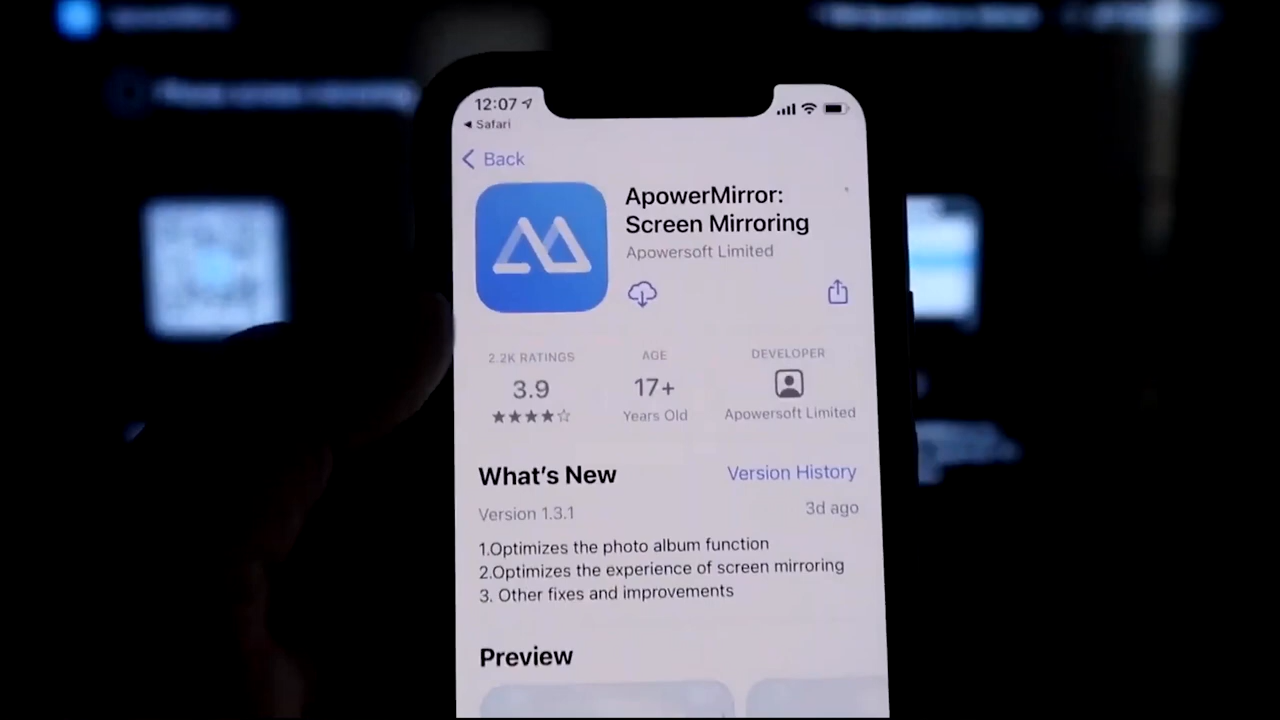 12:07
Safari
Back
ApowerMirror:
Screen Mirroring
Apowersoft Limited
2.2K RATINGS
AGE
DEVELOPER
3.9
17+
Years Old
Apowersoft Limited
What's New
Version History
Version 1.3.1
3d ago
1.Optimizes the photo album function
2.Optimizes the experience of screen mirroring
3. Other fixes and improvements
Preview